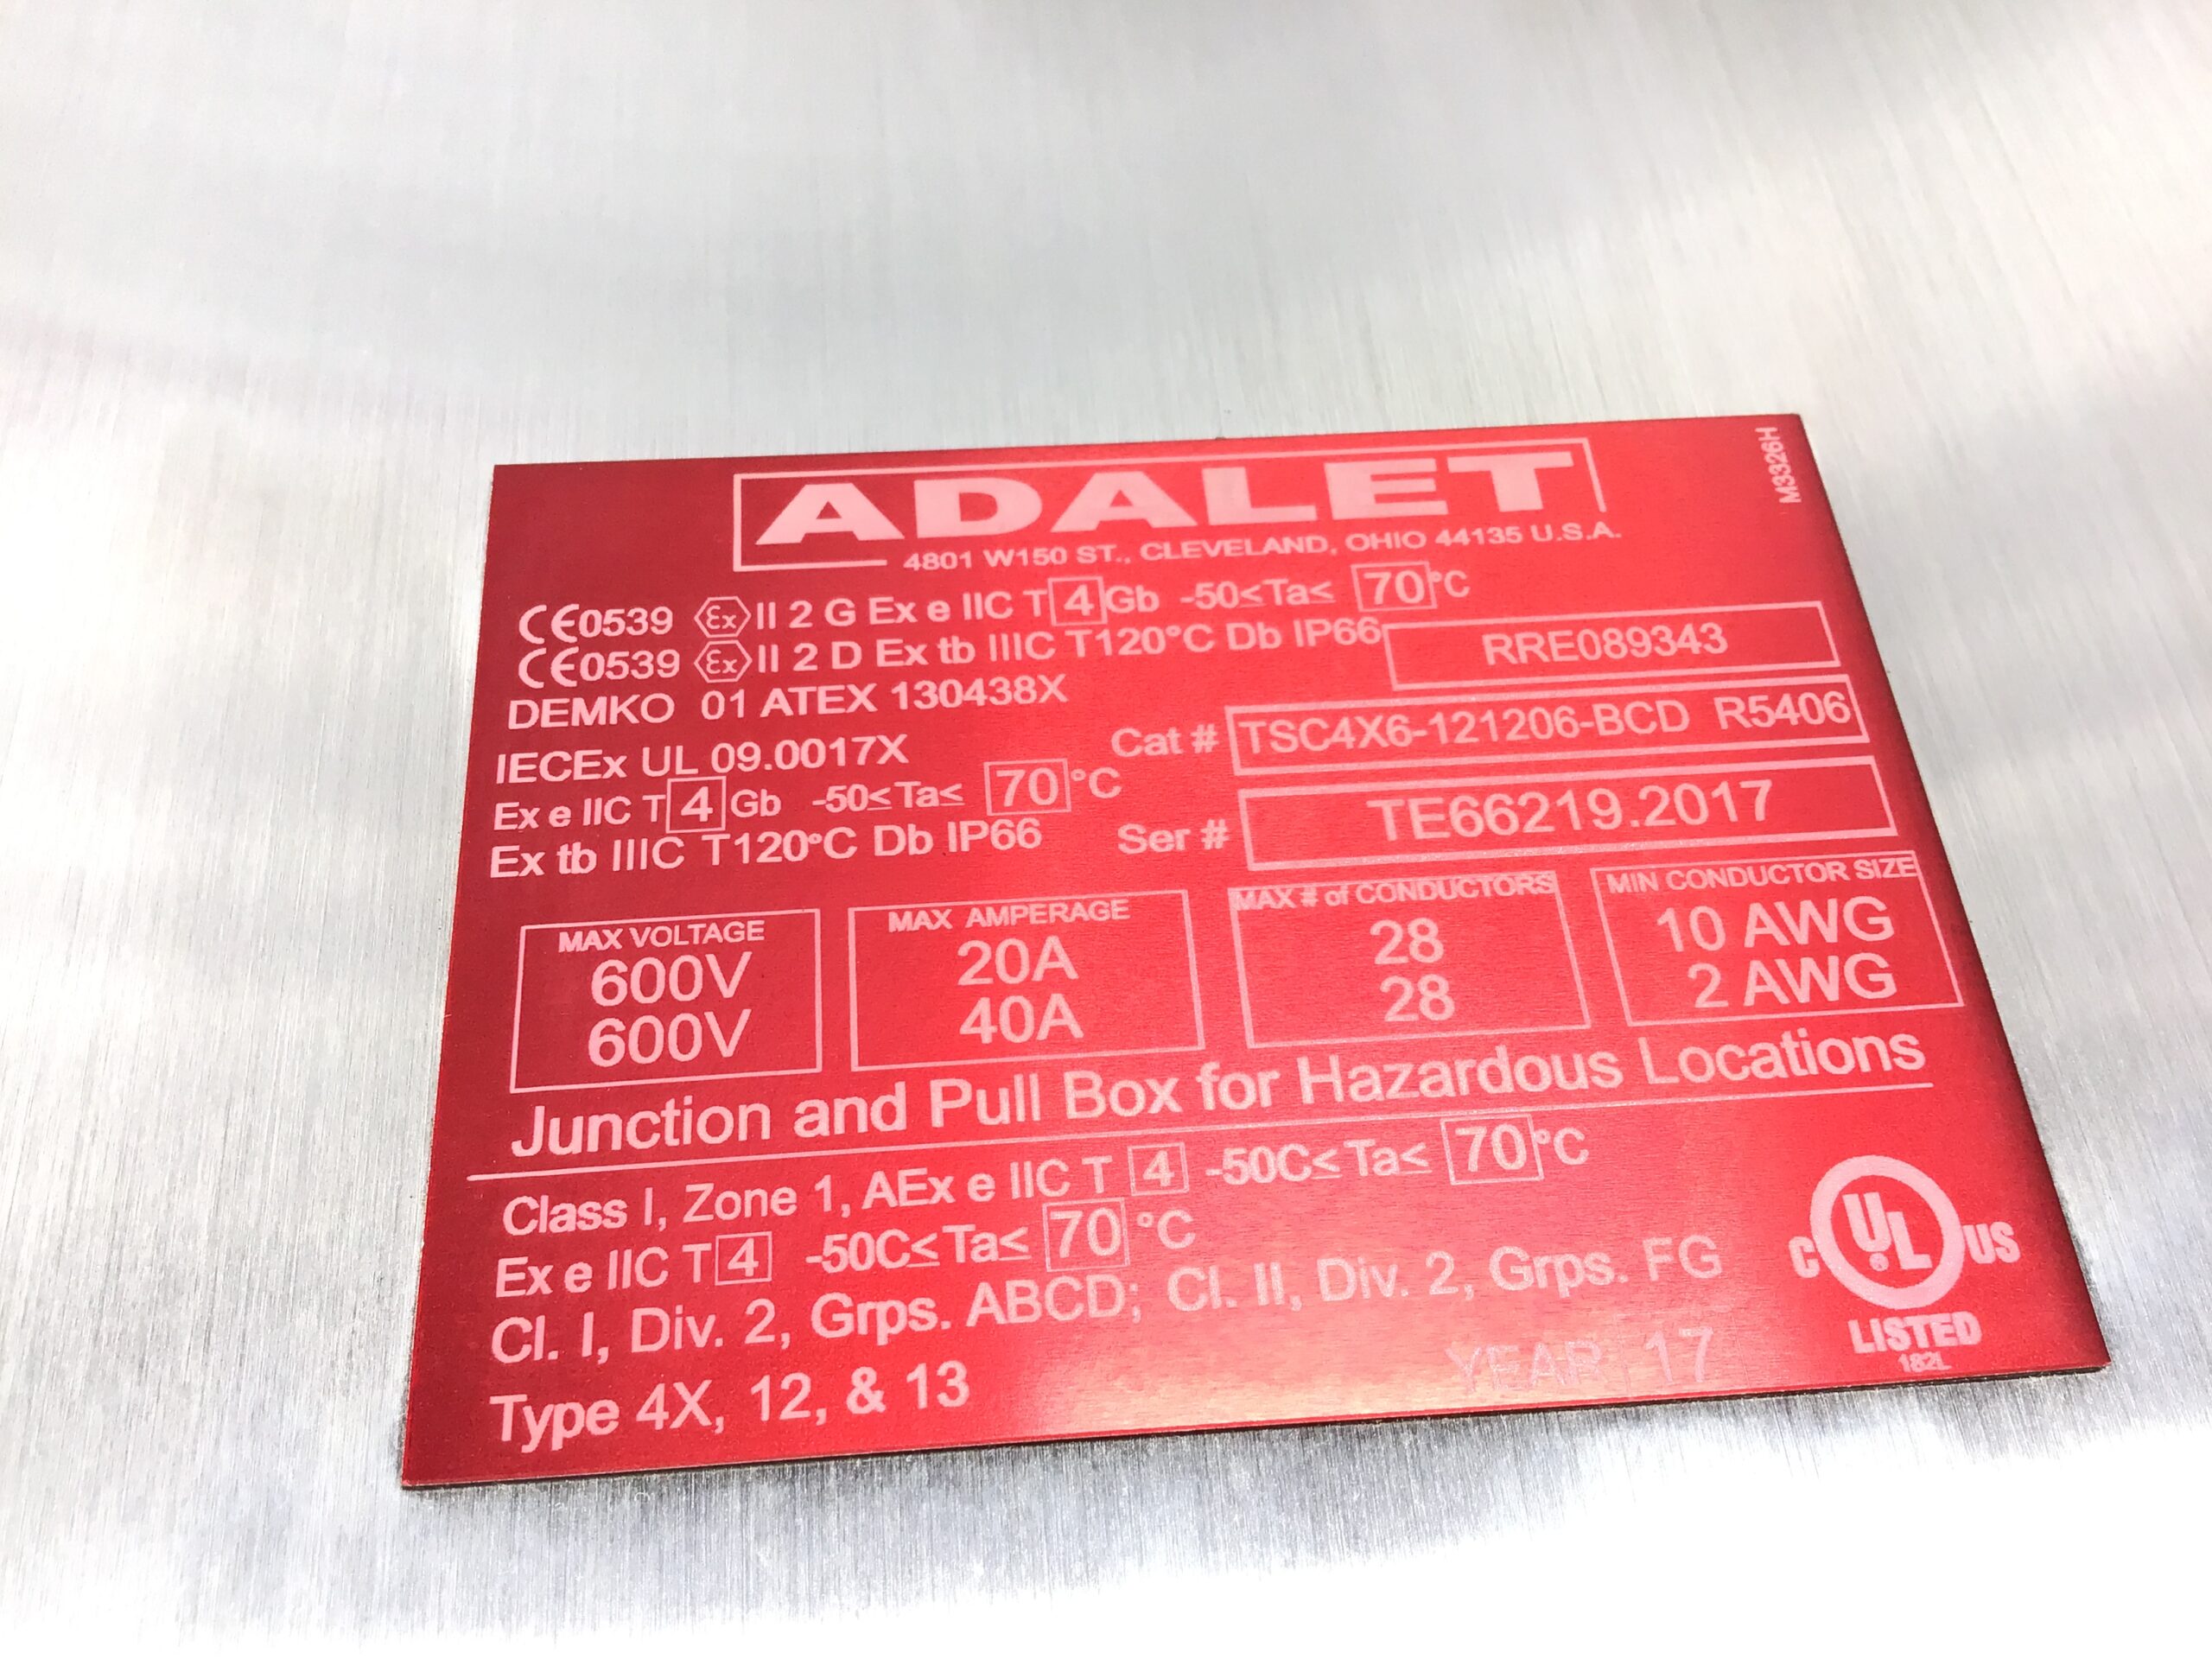 M3326H
ADALET
4801 W150 ST., CLEVELAND, OHIO 44135 U.S.A.
CE0539 Ex II 2 G Ex e IIC T 4 Gb -50≤Ta≤ 70 °C
CE0539 Ex II 2 D Ex tb IIIC T120°C Db IP66
RRE089343
DEMKO 01 ATEX 130438X
IECEx UL 09.0017X
Cat # TSC4X6-121206-BCD R5406
Ex e IIC T 4 Gb -50≤Ta≤ 70 °C
Ex tb IIIC T120°C Db IP66
Ser # TE66219.2017
MAX VOLTAGE
600V
600V
MAX AMPERAGE
20A
40A
MAX # of CONDUCTORS
28
28
MIN CONDUCTOR SIZE
10 AWG
2 AWG
Junction and Pull Box for Hazardous Locations
Class I, Zone 1, AEx e IIC T 4 -50C≤Ta≤ 70 °C
Ex e IIC T 4 -50C≤Ta≤ 70 °C
Cl. I, Div. 2, Grps. ABCD; Cl. II, Div. 2, Grps. FG
Type 4X, 12, & 13
YEAR, 17
C UL ® US
LISTED
182L